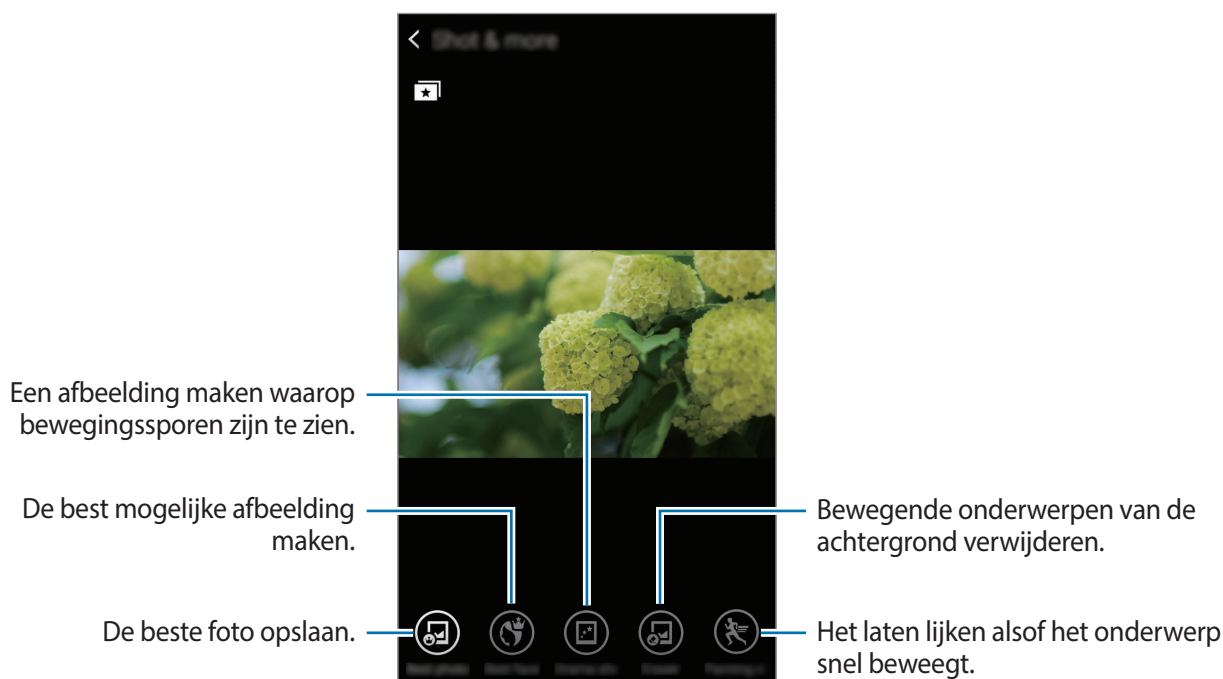 Shot & more
Een afbeelding maken waarop
bewegingssporen zijn te zien.
De best mogelijke afbeelding
maken.
De beste foto opslaan.
Bewegende onderwerpen van de
achtergrond verwijderen.
Het laten lijken alsof het onderwerp
snel beweegt.